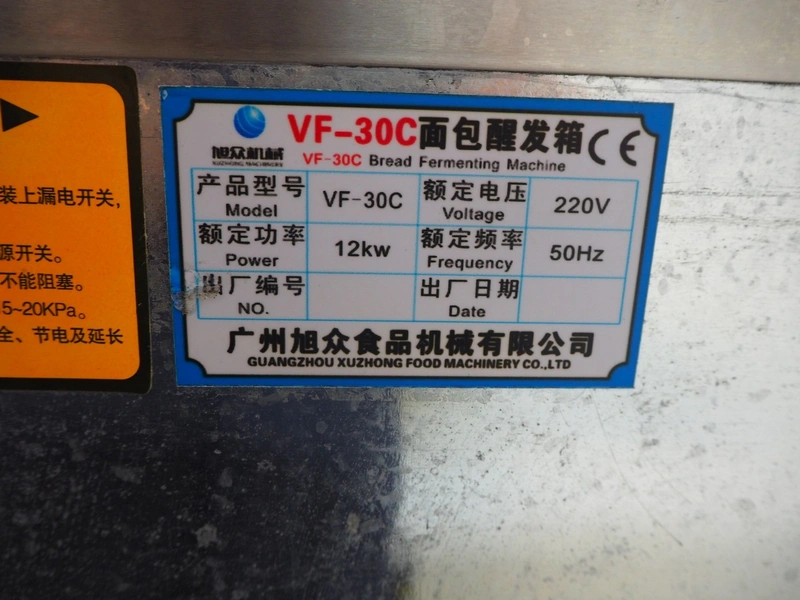 装上漏电开关,
源开关。
不能阻塞。
5~20KPa。
全、节电及延长
旭众机械
XUZHONG MACHINERY
VF-30C面包醒发箱 CE
VF-30C Bread Fermenting Machine
产品型号 VF-30C 额定电压 220V
Model Voltage
额定功率 12kw 额定频率 50Hz
Power Frequency
出厂编号 出厂日期
NO. Date
广州旭众食品机械有限公司
GUANGZHOU XUZHONG FOOD MACHINERY CO.,LTD